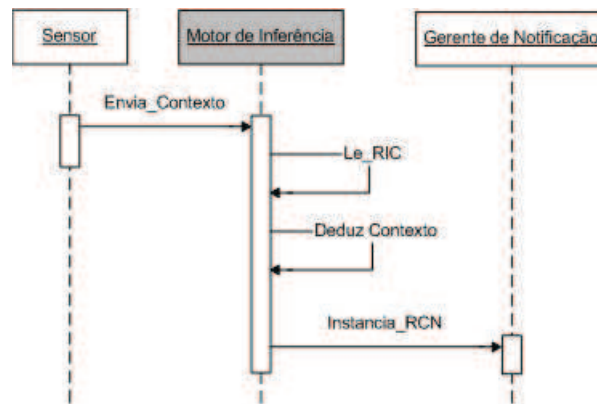 Sensor
Motor de Inferência
Gerente de Notificação
Envia_Contexto
Le_RIC
Deduz Contexto
Instancia_RCN